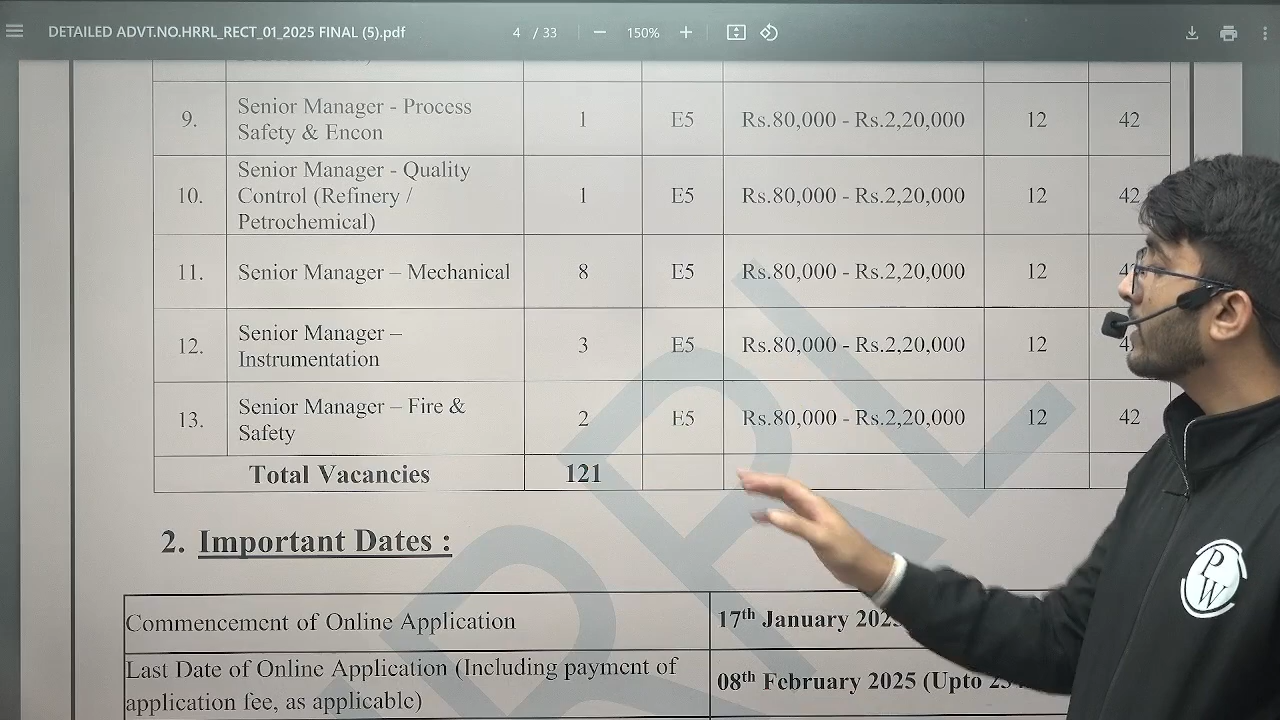 DETAILED ADVT.NO.HRRL_RECT_01_2025 FINAL (5).pdf 4 / 33 150%
9. Senior Manager - Process Safety & Encon 1 E5 Rs.80,000 - Rs.2,20,000 12 42
10. Senior Manager - Quality Control (Refinery / Petrochemical) 1 E5 Rs.80,000 - Rs.2,20,000 12 42
11. Senior Manager – Mechanical 8 E5 Rs.80,000 - Rs.2,20,000 12
12. Senior Manager – Instrumentation 3 E5 Rs.80,000 - Rs.2,20,000 12
13. Senior Manager – Fire & Safety 2 E5 Rs.80,000 - Rs.2,20,000 12 42
Total Vacancies 121
2. Important Dates :
Commencement of Online Application 17th January
Last Date of Online Application (Including payment of application fee, as applicable) 08th February 2025 (Upto
RRL
PW